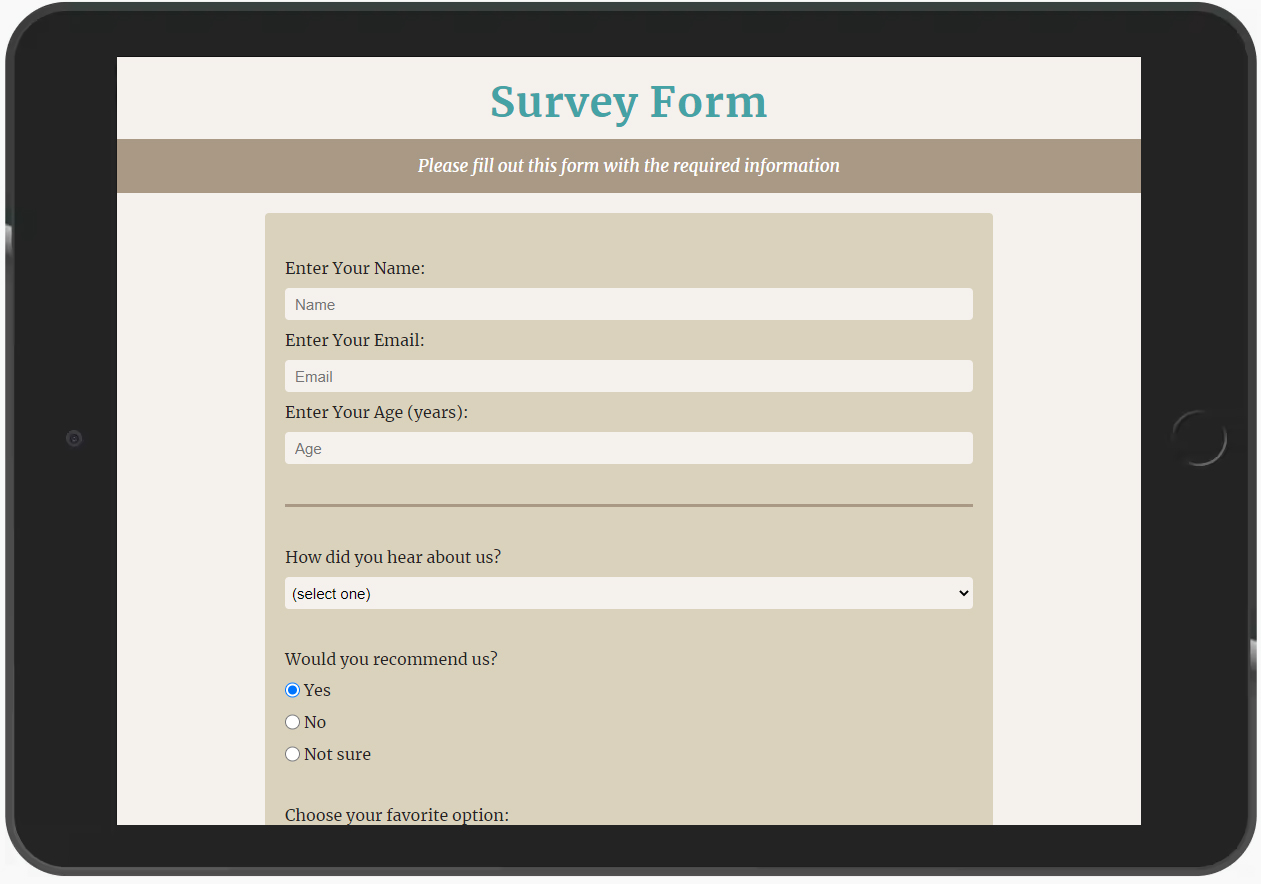 Survey Form
Please fill out this form with the required information
Enter Your Name:
Name
Enter Your Email:
Email
Enter Your Age (years):
Age
How did you hear about us?
(select one)
Would you recommend us?
Yes
No
Not sure
Choose your favorite option: